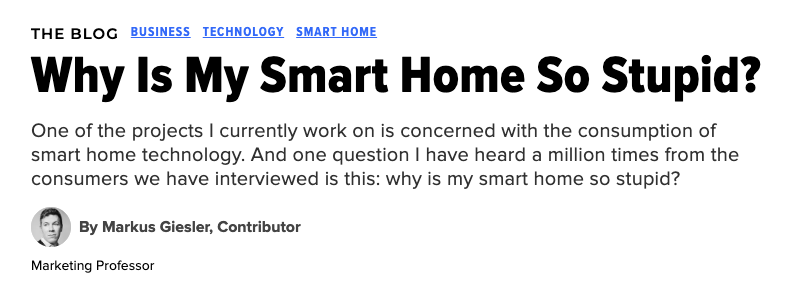 THE BLOG BUSINESS TECHNOLOGY SMART HOME
Why Is My Smart Home So Stupid?
One of the projects I currently work on is concerned with the consumption of
smart home technology. And one question I have heard a million times from the
consumers we have interviewed is this: why is my smart home so stupid?
By Markus Giesler, Contributor
Marketing Professor